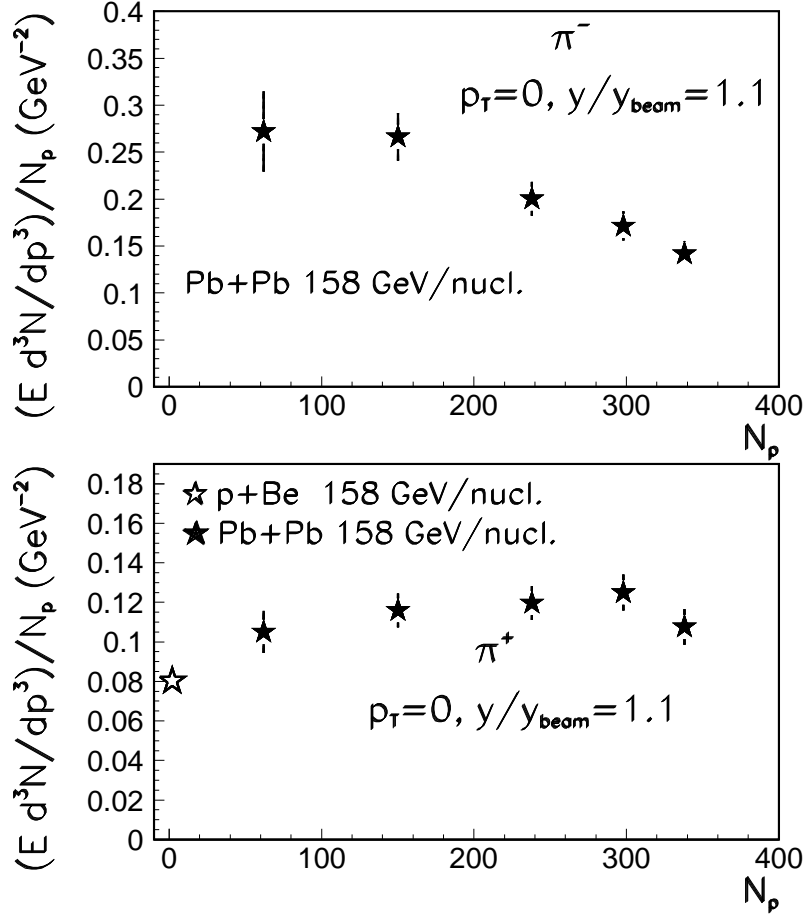 (E d³N/dp³)/Nₚ (GeV⁻²)
0.4
0.35
0.3
0.25
0.2
0.15
0.1
0.05
0
π⁻
p_T=0, y/y_beam=1.1
Pb+Pb 158 GeV/nucl.
0 100 200 300 400
Nₚ
(E d³N/dp³)/Nₚ (GeV⁻²)
0.18
0.16
0.14
0.12
0.1
0.08
0.06
0.04
0.02
0
p+Be 158 GeV/nucl.
Pb+Pb 158 GeV/nucl.
π⁺
p_T=0, y/y_beam=1.1
0 100 200 300 400
Nₚ